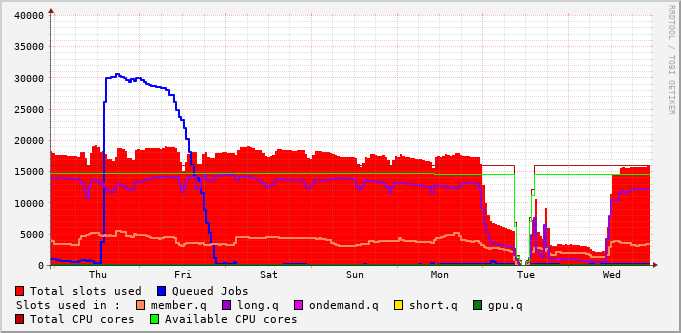 40000
35000
30000
25000
20000
15000
10000
5000
0
Thu Fri Sat Sun Mon Tue Wed
Total slots used Queued Jobs
Slots used in : member.q long.q ondemand.q short.q gpu.q
Total CPU cores Available CPU cores
RRDTOOL / TOBI OETIKER